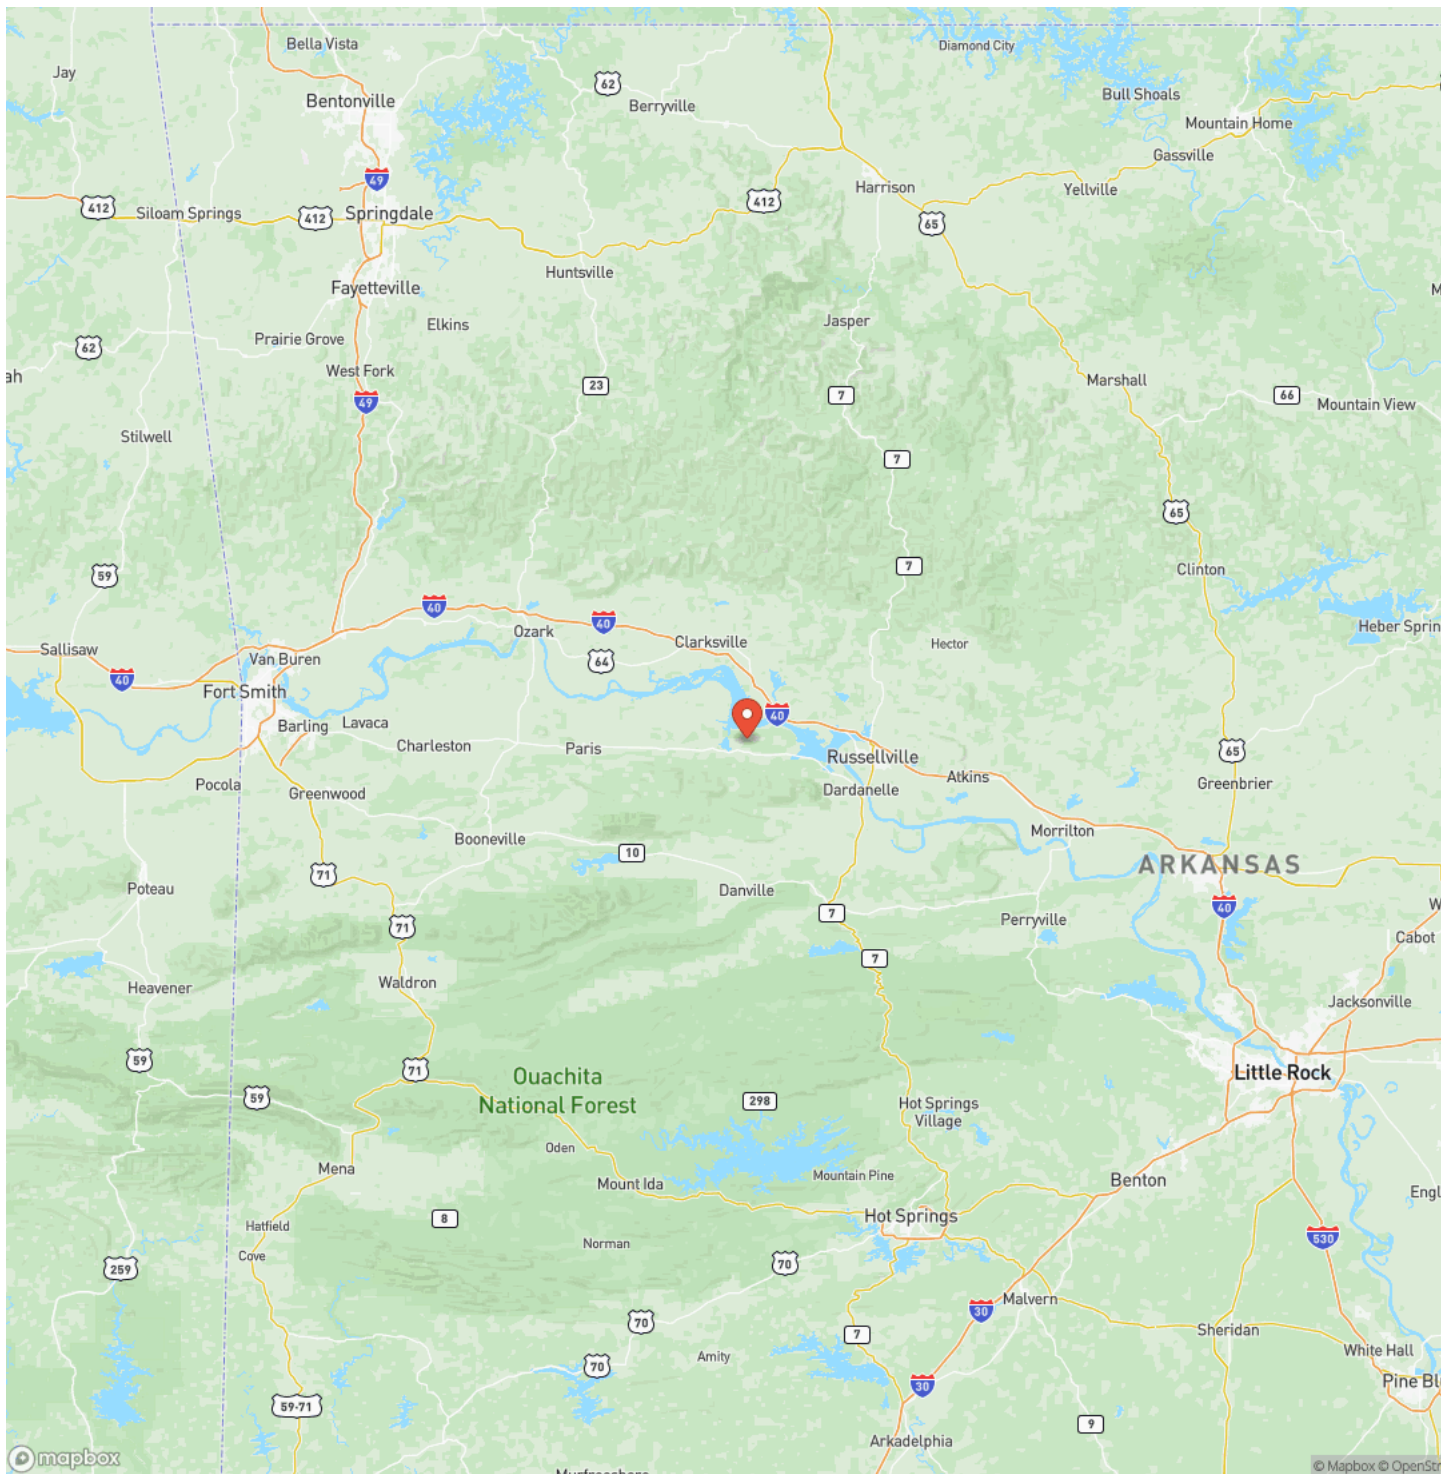 Bella Vista
Diamond City
Jay
62
Berryville
Bull Shoals
Bentonville
Mountain Home
Gassville
49
Harrison
Yellville
412
412
Siloam Springs
412
Springdale
65
Huntsville
Fayetteville
Elkins
Jasper
Prairie Grove
62
West Fork
ah
Marshall
23
7
66
49
Mountain View
Stilwell
7
65
7
59
Clinton
40
40
Ozark
Clarksville
Hector
Heber Sprin
Sallisaw
Van Buren
64
40
Fort Smith
40
Barling
Lavaca
Charleston
Paris
65
Russellville
Atkins
Pocola
Greenwood
Dardanelle
Greenbrier
Morrilton
Booneville
10
ARKANSAS
71
Poteau
Danville
7
40
Perryville
71
Cabot
7
Waldron
Heavener
Jacksonville
59
71
Ouachita
National Forest
Little Rock
59
298
Hot Springs
Village
Oden
Mena
Mount Ida
Mountain Pine
Benton
Engl
8
Hot Springs
Hatfield
530
Norman
Cove
70
259
30
Malvern
70
7
Sheridan
White Hall
Amity
70
30
Pine Bl
59-71
9
Arkadelphia
mapbox
© Mapbox © OpenStr